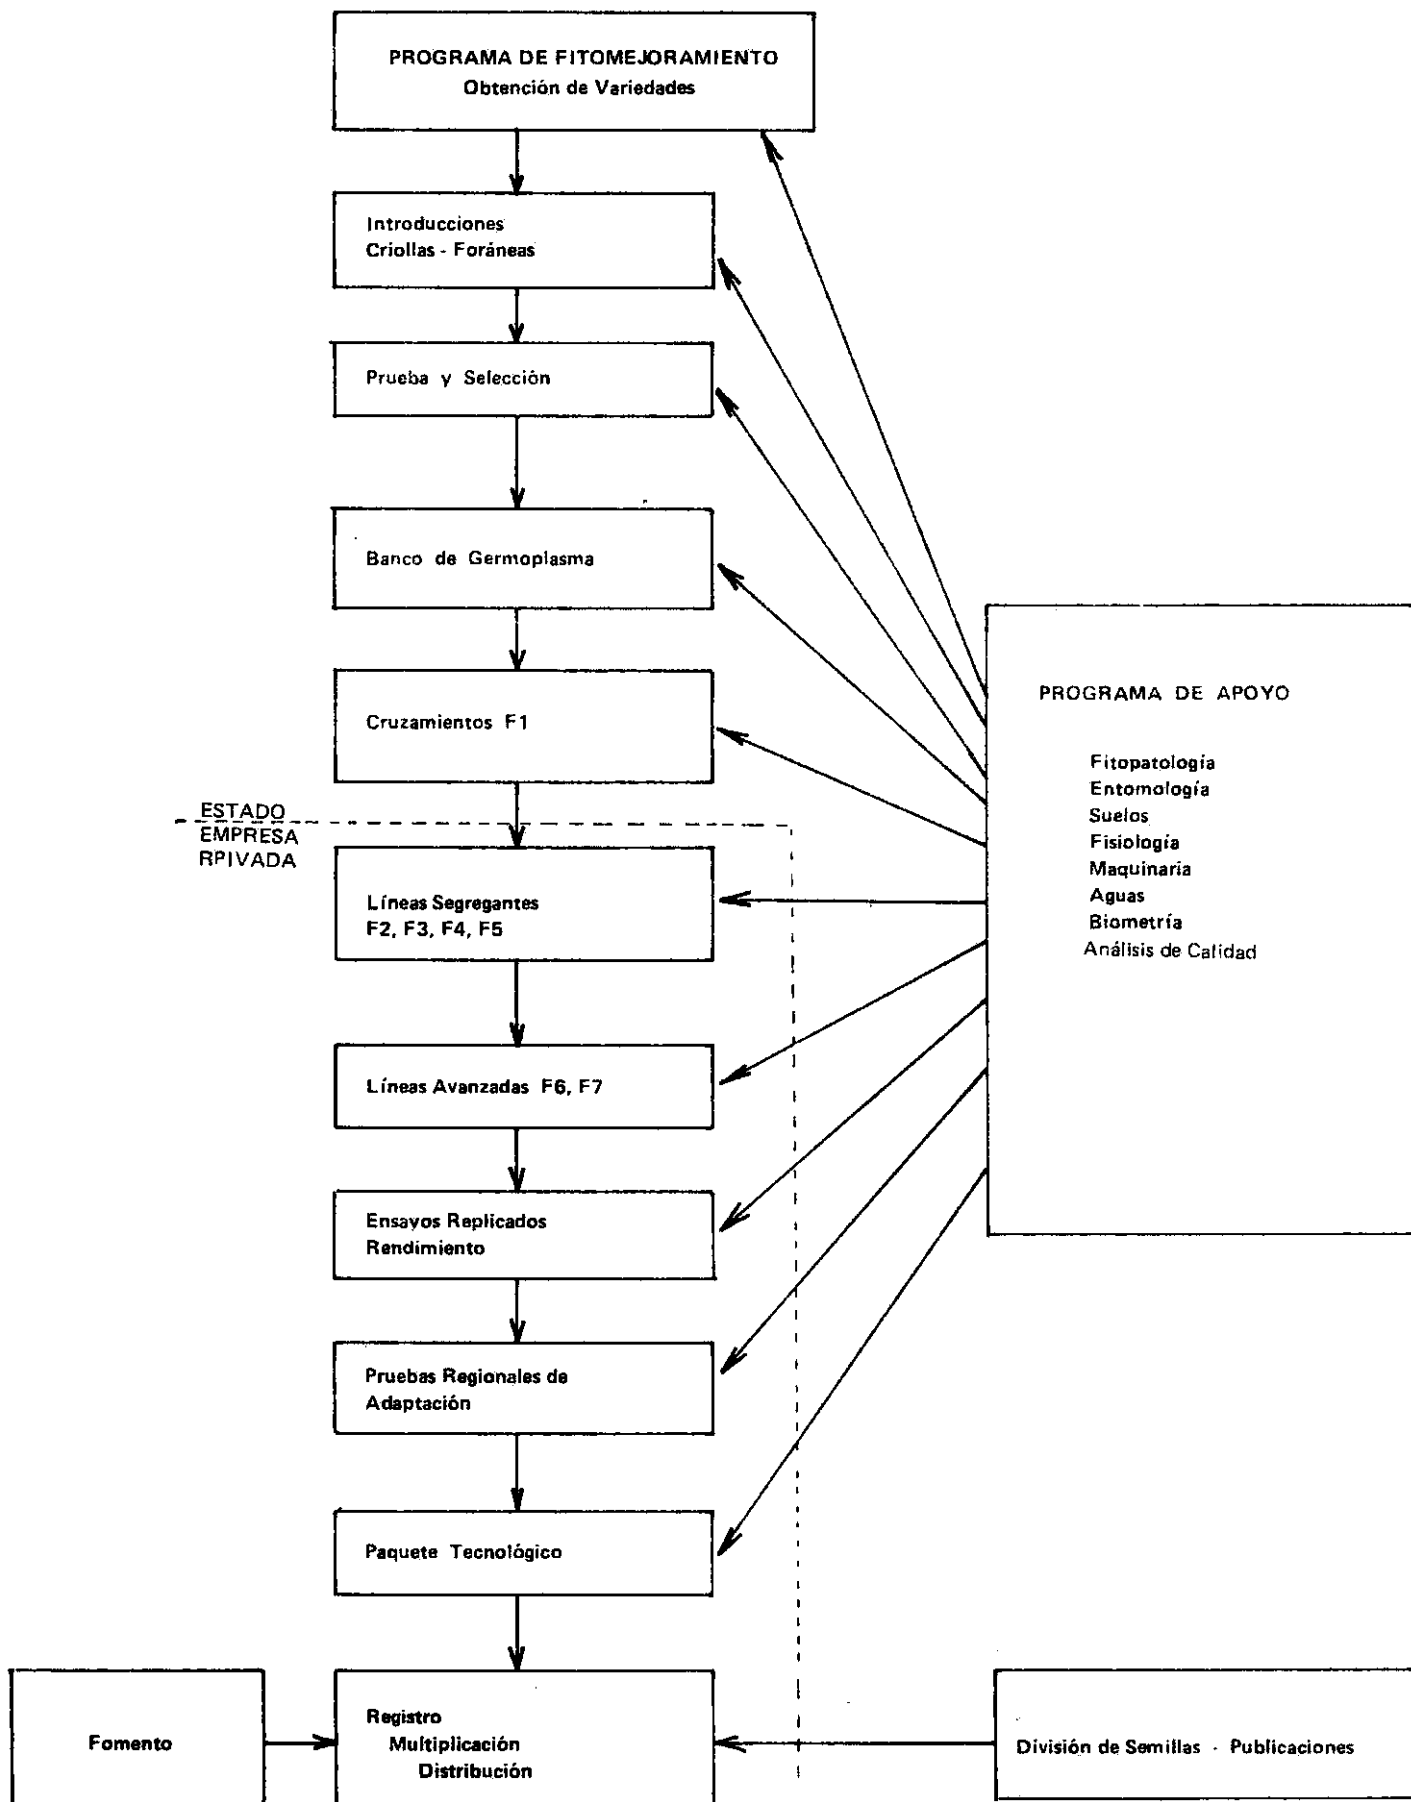 PROGRAMA DE FITOMEJORAMIENTO
Obtención de Variedades
Introducciones
Criollas - Foráneas
Prueba y Selección
Banco de Germoplasma
Cruzamientos F1
ESTADO
EMPRESA
RPIVADA
Líneas Segregantes
F2, F3, F4, F5
Líneas Avanzadas F6, F7
Ensayos Replicados
Rendimiento
Pruebas Regionales de
Adaptación
Paquete Tecnológico
Registro
Multiplicación
Distribución
Fomento
División de Semillas - Publicaciones
PROGRAMA DE APOYO
Fitopatología
Entomología
Suelos
Fisiología
Maquinaria
Aguas
Biometría
Análisis de Calidad